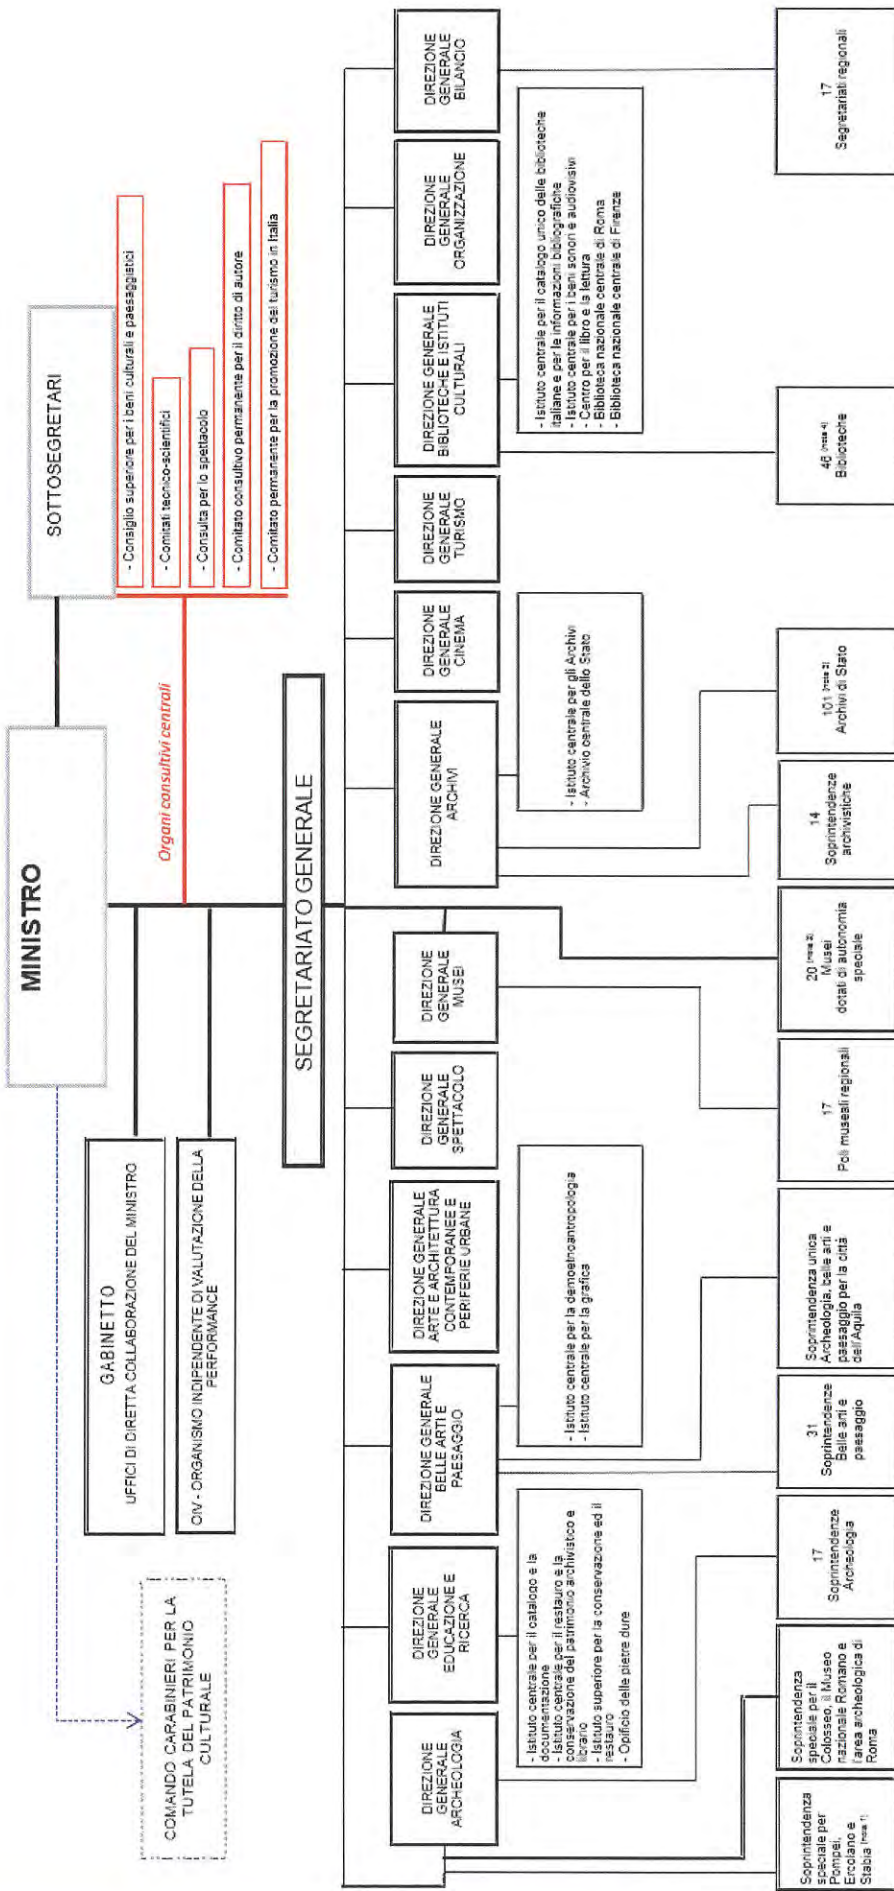 MINISTRO
SOTTOSEGRETARI
Organi consultivi centrali
- Consiglio superiore per i beni culturali e paesaggistici
- Comitati tecnico-scientifici
- Consulta per lo spettacolo
- Comitato consultivo permanente per il diritto di autore
- Comitato permanente per la promozione del turismo in Italia
GABINETTO
UFFICI DI DIRETTA COLLABORAZIONE DEL MINISTRO
OIV - ORGANISMO INDIPENDENTE DI VALUTAZIONE DELLA
PERFORMANCE
COMANDO CARABINIERI PER LA
TUTELA DEL PATRIMONIO
CULTURALE
SEGRETARIATO GENERALE
DIREZIONE
GENERALE
ARCHEOLOGIA
DIREZIONE
GENERALE
EDUCAZIONE E
RICERCA
DIREZIONE GENERALE
BELLE ARTI E
PAESAGGIO
DIREZIONE GENERALE
ARTE E ARCHITETTURA
CONTEMPORANEE E
PERIFERIE URBANE
DIREZIONE
GENERALE
SPETTACOLO
DIREZIONE
GENERALE
MUSEI
DIREZIONE GENERALE
ARCHIVI
DIREZIONE
GENERALE
CINEMA
DIREZIONE
GENERALE
TURISMO
DIREZIONE GENERALE
BIBLIOTECHE E ISTITUTI
CULTURALI
DIREZIONE
GENERALE
ORGANIZZAZIONE
DIREZIONE
GENERALE
BILANCIO
- Istituto centrale per il catalogo e la
documentazione
- Istituto centrale per il restauro e la
conservazione del patrimonio archivistico e
librario
- Istituto superiore per la conservazione ed il
restauro
- Opificio delle pietre dure
- Istituto centrale per la demoetnoantropologia
- Istituto centrale per la grafica
- Istituto centrale per gli Archivi
- Archivio centrale dello Stato
- Istituto centrale per il catalogo unico delle biblioteche
italiane e per le informazioni bibliografiche
- Istituto centrale per i beni sonori e audiovisivi
- Centro per il libro e la lettura
- Biblioteca nazionale centrale di Roma
- Biblioteca nazionale centrale di Firenze
Soprintendenza
speciale per
Pompei,
Ercolano e
Stabia (nota 1)
Soprintendenza
speciale per il
Colosseo, il Museo
nazionale Romano e
l'area archeologica di
Roma
17
Soprintendenze
Archeologia
31
Soprintendenze
Belle arti e
paesaggio
Soprintendenza unica
Archeologia, belle arti e
paesaggio per la città
dell'Aquila
17
Poli museali regionali
20 (nota 2)
Musei
dotati di autonomia
speciale
14
Soprintendenze
archivistiche
101 (nota 3)
Archivi di Stato
46 (nota 4)
Biblioteche
17
Segretariati regionali